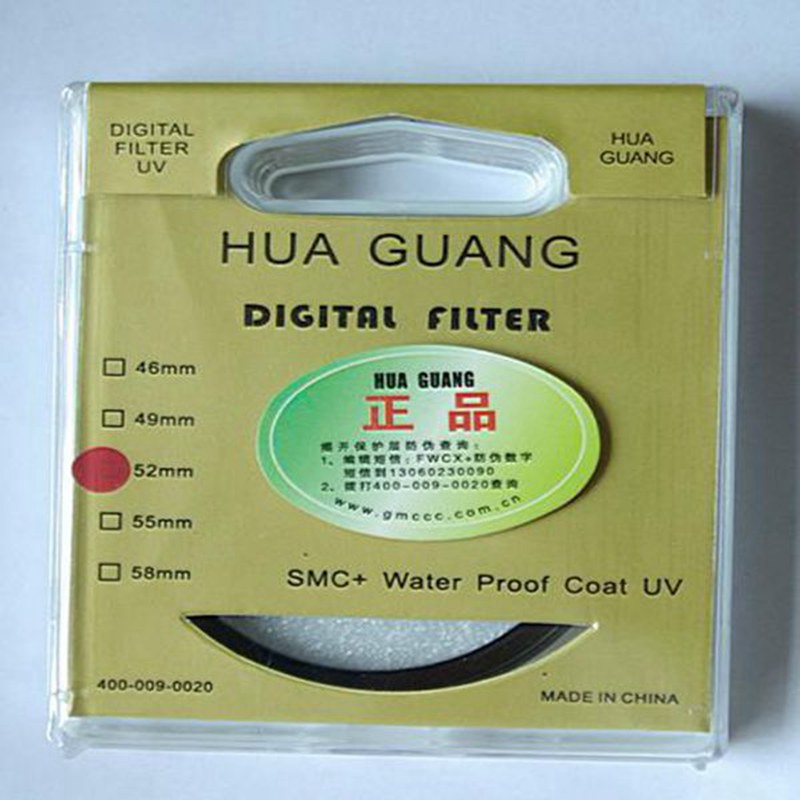 DIGITAL
FILTER
UV
HUA
GUANG
HUA GUANG
DIGITAL FILTER
46mm
49mm
52mm
55mm
58mm
HUA GUANG
正品
揭开保护层防伪查询：
1、编辑短信：FWCX+防伪数字
短信到13060230090
2、拨打400-009-0020查询
www.gmccc.com.cn
SMC+ Water Proof Coat UV
400-009-0020
MADE IN CHINA